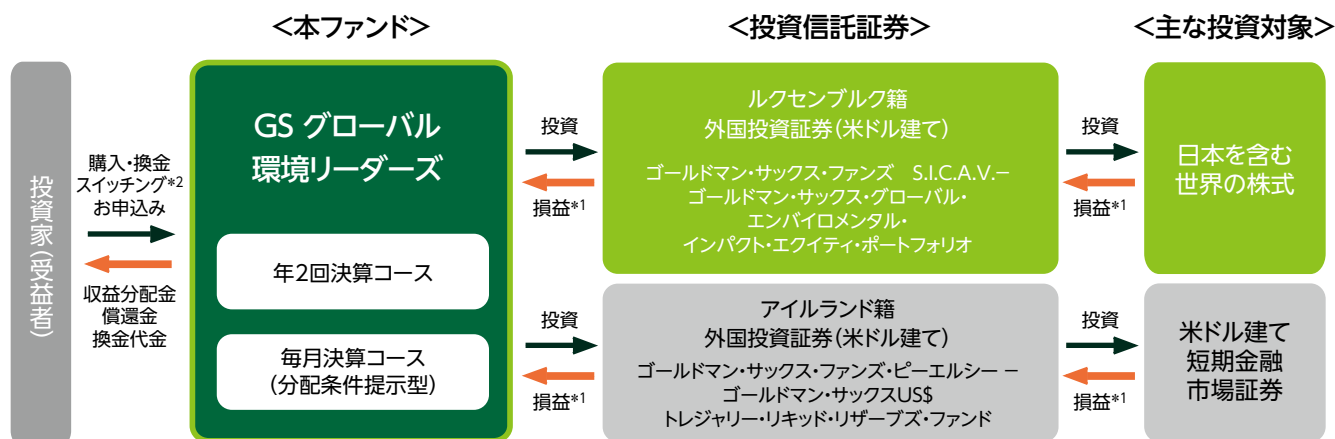 <本ファンド>
<投資信託証券>
<主な投資対象>
投資家(受益者)
購入・換金
スイッチング*2
お申込み
収益分配金
償還金
換金代金
GS グローバル
環境リーダーズ
年2回決算コース
毎月決算コース
(分配条件提示型)
投資
損益*1
ルクセンブルク籍
外国投資証券(米ドル建て)
ゴールドマン・サックス・ファンズ S.I.C.A.V.−
ゴールドマン・サックス・グローバル・
エンバイロメンタル・
インパクト・エクイティ・ポートフォリオ
投資
損益*1
日本を含む
世界の株式
投資
損益*1
アイルランド籍
外国投資証券(米ドル建て)
ゴールドマン・サックス・ファンズ・ピーエルシー −
ゴールドマン・サックスUS$
トレジャリー・リキッド・リザーブズ・ファンド
投資
損益*1
米ドル建て
短期金融
市場証券